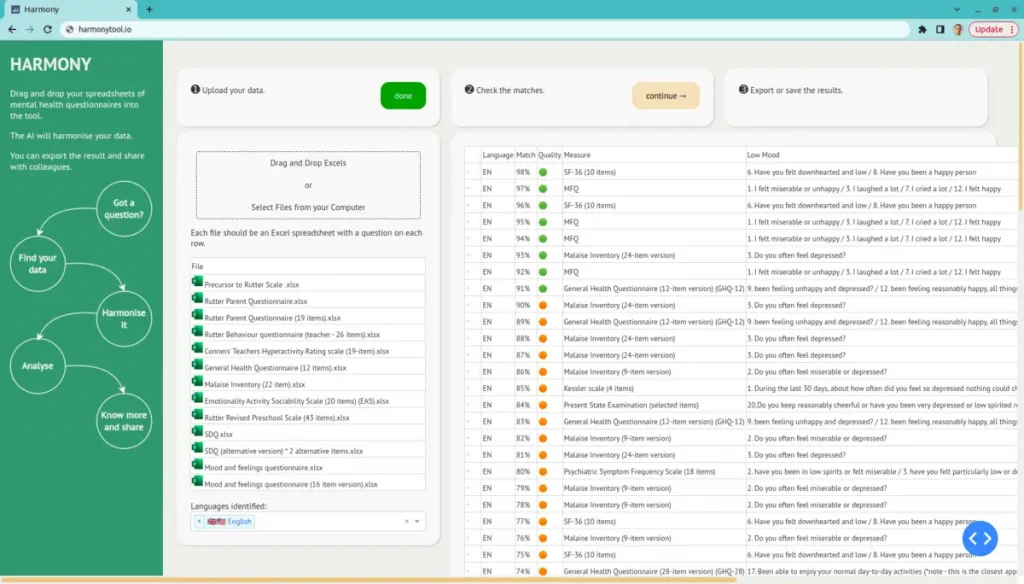 Harmony
harmonytool.io
Update
HARMONY
Drag and drop your spreadsheets of
mental health questionnaires into
the tool.
The AI will harmonise your data.
You can export the result and share
with colleagues.
Got a
question?
Find your
data
Harmonise
it
Analyse
Know more
and share
1 Upload your data.
done
2 Check the matches.
continue →
3 Export or save the results.
Drag and Drop Excels
or
Select Files from your Computer
Each file should be an Excel spreadsheet with a question on each
row.
File
Precursor to Rutter Scale .xlsx
Rutter Parent Questionnaire.xlsx
Rutter Parent Questionnaire (19 items).xlsx
Rutter Behaviour questionnaire (teacher - 26 items).xlsx
Conners' Teachers Hyperactivity Rating scale (19-item).xlsx
General Health Questionnaire (12 items).xlsx
Malaise Inventory (22 item).xlsx
Emotionality Activity Sociability Scale (20 items) (EAS).xlsx
Rutter Revised Preschool Scale (43 items).xlsx
SDQ.xlsx
SDQ (alternative version) * 2 alternative items.xlsx
Mood and feelings questionnaire.xlsx
Mood and feelings questionnaire (16 item version).xlsx
Languages identified:
× English
Language Match Quality Measure Low Mood
EN 98% SF-36 (10 items) 6. Have you felt downhearted and low / 8. Have you been a happy person
EN 97% MFQ 1. I felt miserable or unhappy / 3. I laughed a lot / 7. I cried a lot / 12. I felt happy
EN 96% SF-36 (10 items) 6. Have you felt downhearted and low / 8. Have you been a happy person
EN 95% MFQ 1. I felt miserable or unhappy / 3. I laughed a lot / 7. I cried a lot / 12. I felt happy
EN 94% MFQ 1. I felt miserable or unhappy / 3. I laughed a lot / 7. I cried a lot / 12. I felt happy
EN 93% Malaise Inventory (24-item version) 3. Do you often feel depressed?
EN 92% MFQ 1. I felt miserable or unhappy / 3. I laughed a lot / 7. I cried a lot / 12. I felt happy
EN 91% General Health Questionnaire (12-item version) (GHQ-12) 9. been feeling unhappy and depressed? / 12. been feeling reasonably happy, all thing
EN 90% Malaise Inventory (24-item version) 3. Do you often feel depressed?
EN 89% General Health Questionnaire (12-item version) (GHQ-12) 9. been feeling unhappy and depressed? / 12. been feeling reasonably happy, all thing
EN 88% Malaise Inventory (24-item version) 3. Do you often feel depressed?
EN 87% Malaise Inventory (24-item version) 3. Do you often feel depressed?
EN 86% Malaise Inventory (9-item version) 2. Do you often feel miserable or depressed?
EN 85% Kessler scale (4 items) 1. During the last 30 days, about how often did you feel so depressed nothing could ch
EN 84% Present State Examination (selected items) 20.Do you keep reasonably cheerful or have you been very depressed or low spirited r
EN 83% General Health Questionnaire (12-item version) (GHQ-12) 9. been feeling unhappy and depressed? / 12. been feeling reasonably happy, all thing
EN 82% Malaise Inventory (9-item version) 2. Do you often feel miserable or depressed?
EN 81% Malaise Inventory (24-item version) 3. Do you often feel depressed?
EN 80% Psychiatric Symptom Frequency Scale (18 items) 2. have you been in low spirits or felt miserable / 3. have you felt particularly low or d
EN 79% Malaise Inventory (9-item version) 2. Do you often feel miserable or depressed?
EN 78% Malaise Inventory (9-item version) 2. Do you often feel miserable or depressed?
EN 77% SF-36 (10 items) 6. Have you felt downhearted and low / 8. Have you been a happy person
EN 76% Malaise Inventory (9-item version) 2. Do you often feel miserable or depressed?
EN 75% SF-36 (10 items) 6. Have you felt downhearted and low / 8. Have you been a happy person
EN 74% General Health Questionnaire (28-item version) (GHQ-28) 17. Been able to enjoy your normal day-to-day activities (*note - this is the closest app